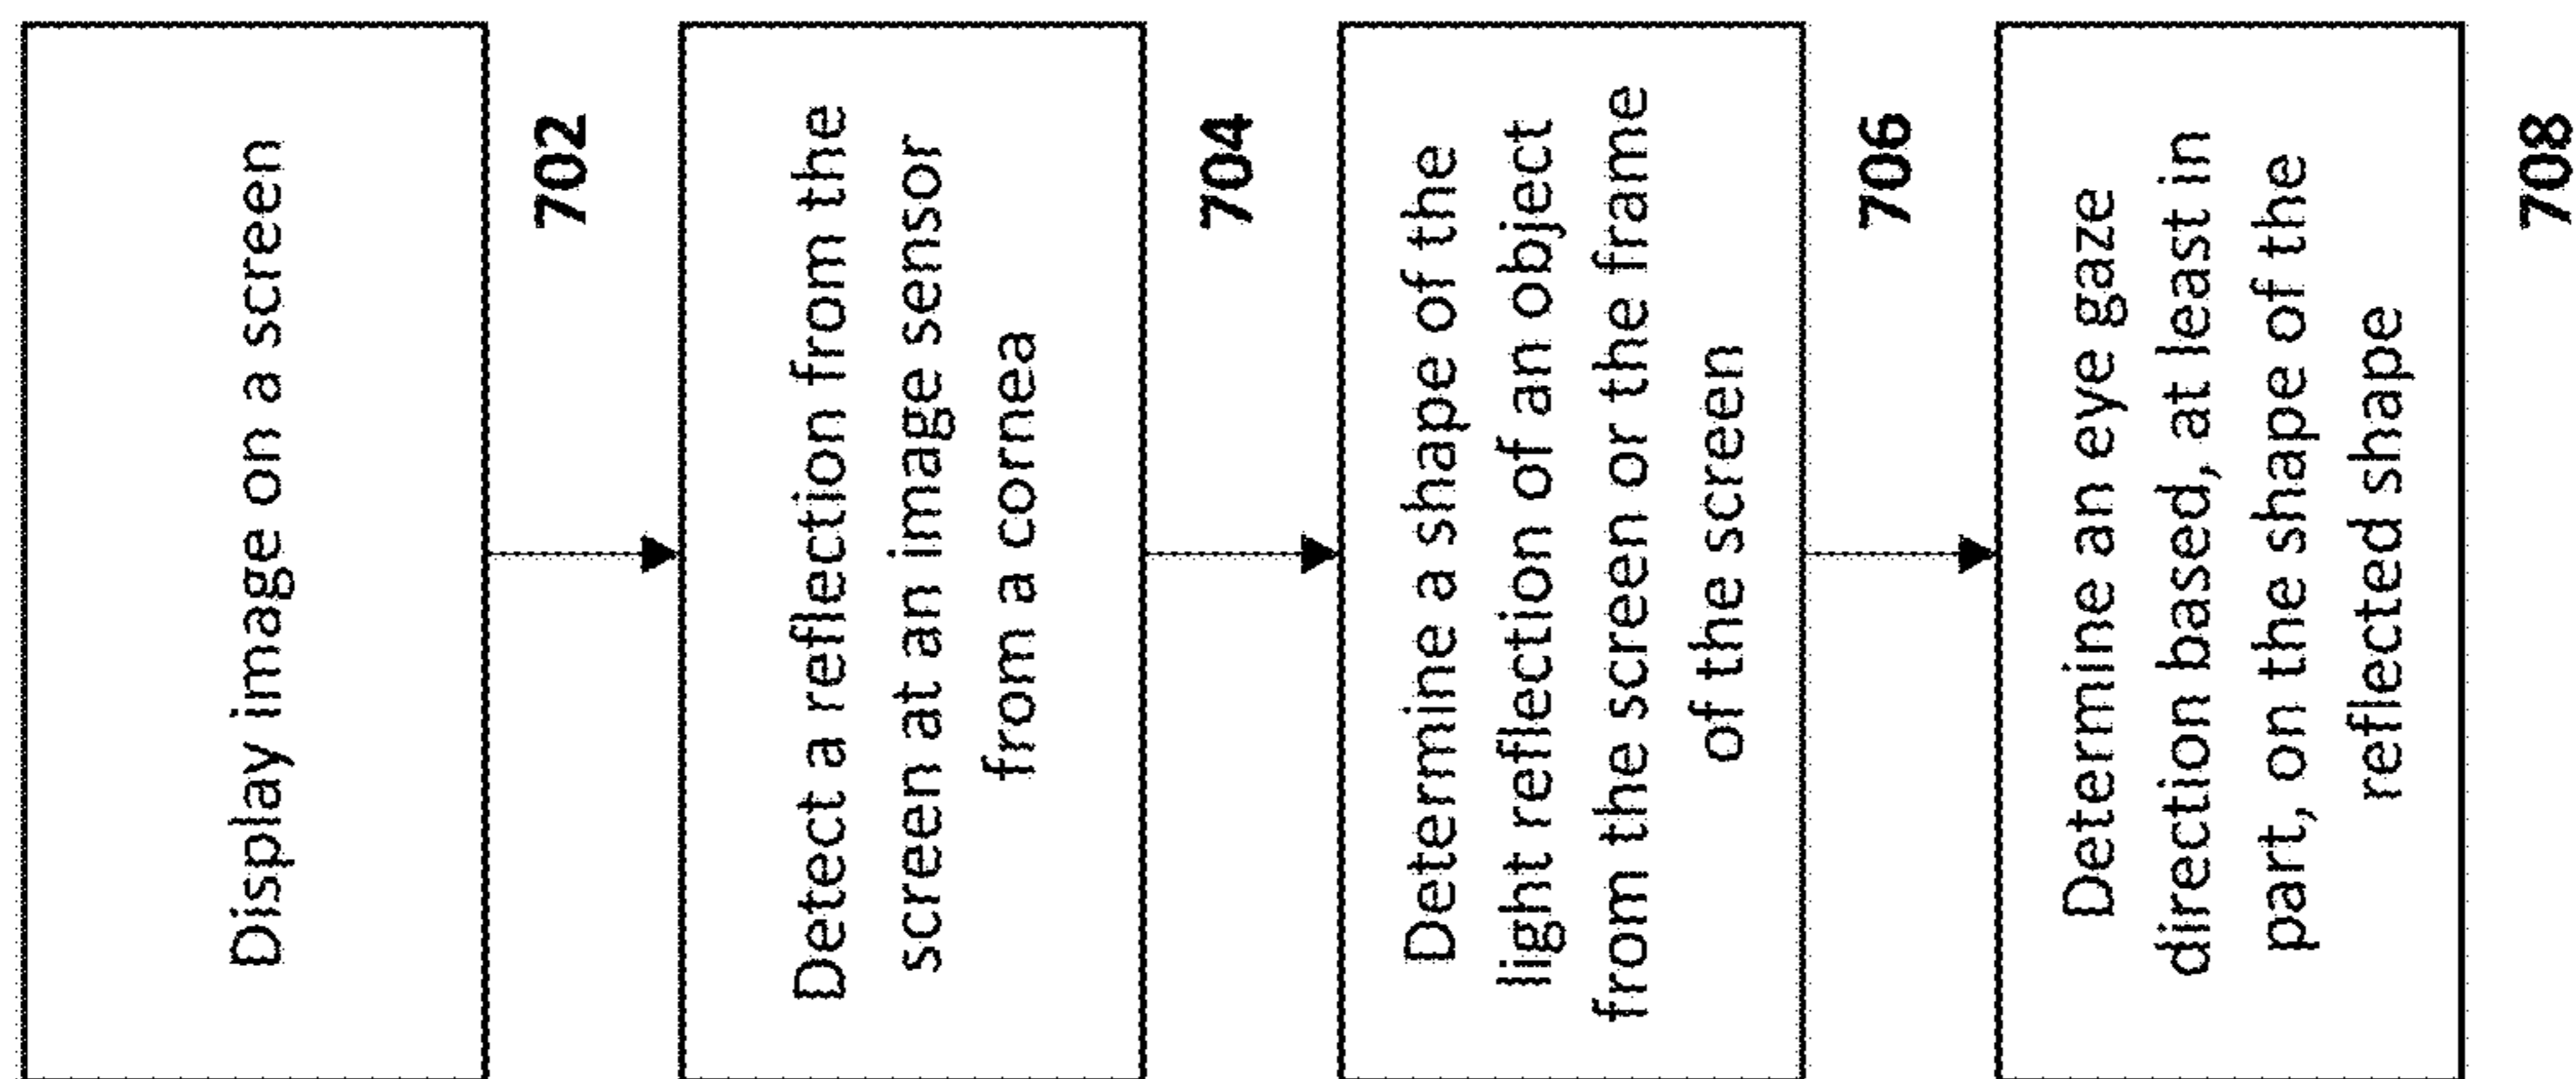 Display image on a screen
702
Detect a reflection from the
screen at an image sensor
from a cornea
704
Determine a shape of the
light reflection of an object
from the screen or the frame
of the screen
706
Determine an eye gaze
direction based, at least in
part, on the shape of the
reflected shape
708